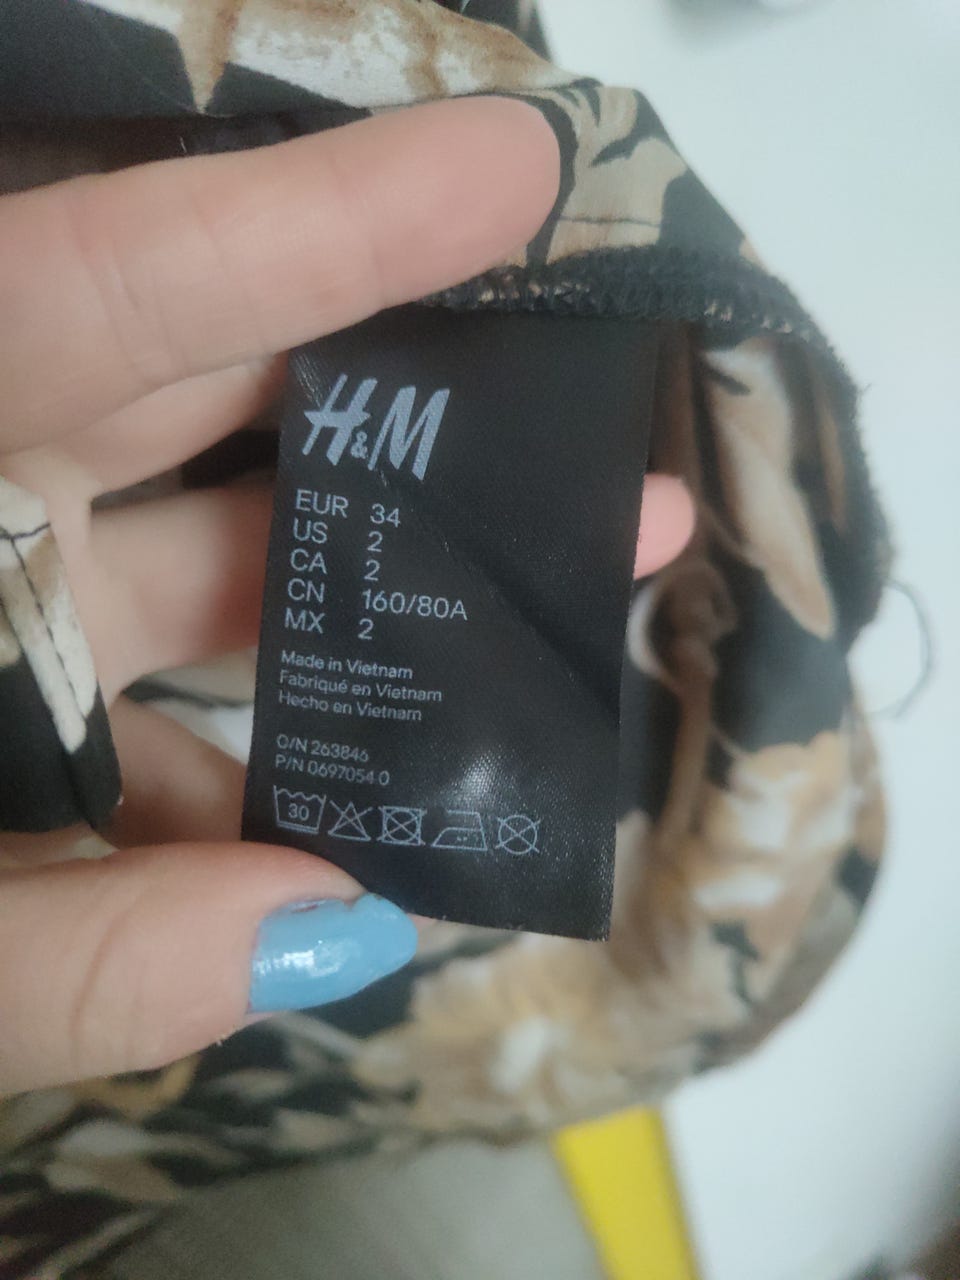 H&M
EUR 34
US 2
CA 2
CN 160/80A
MX 2
Made in Vietnam
Fabriqué en Vietnam
Hecho en Vietnam
O/N 263846
P/N 0697054 0
30